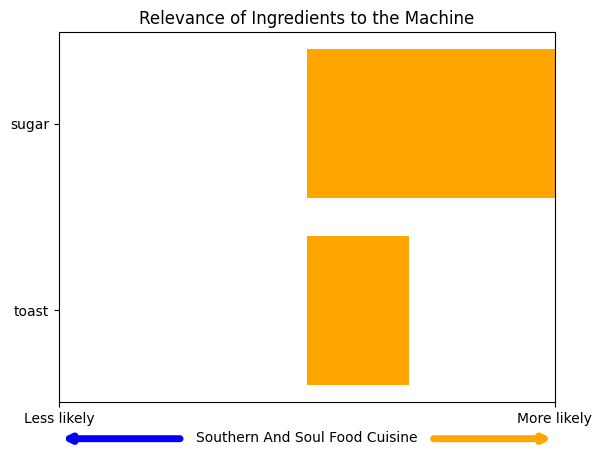 Relevance of Ingredients to the Machine
sugar
toast
Less likely
More likely
Southern And Soul Food Cuisine